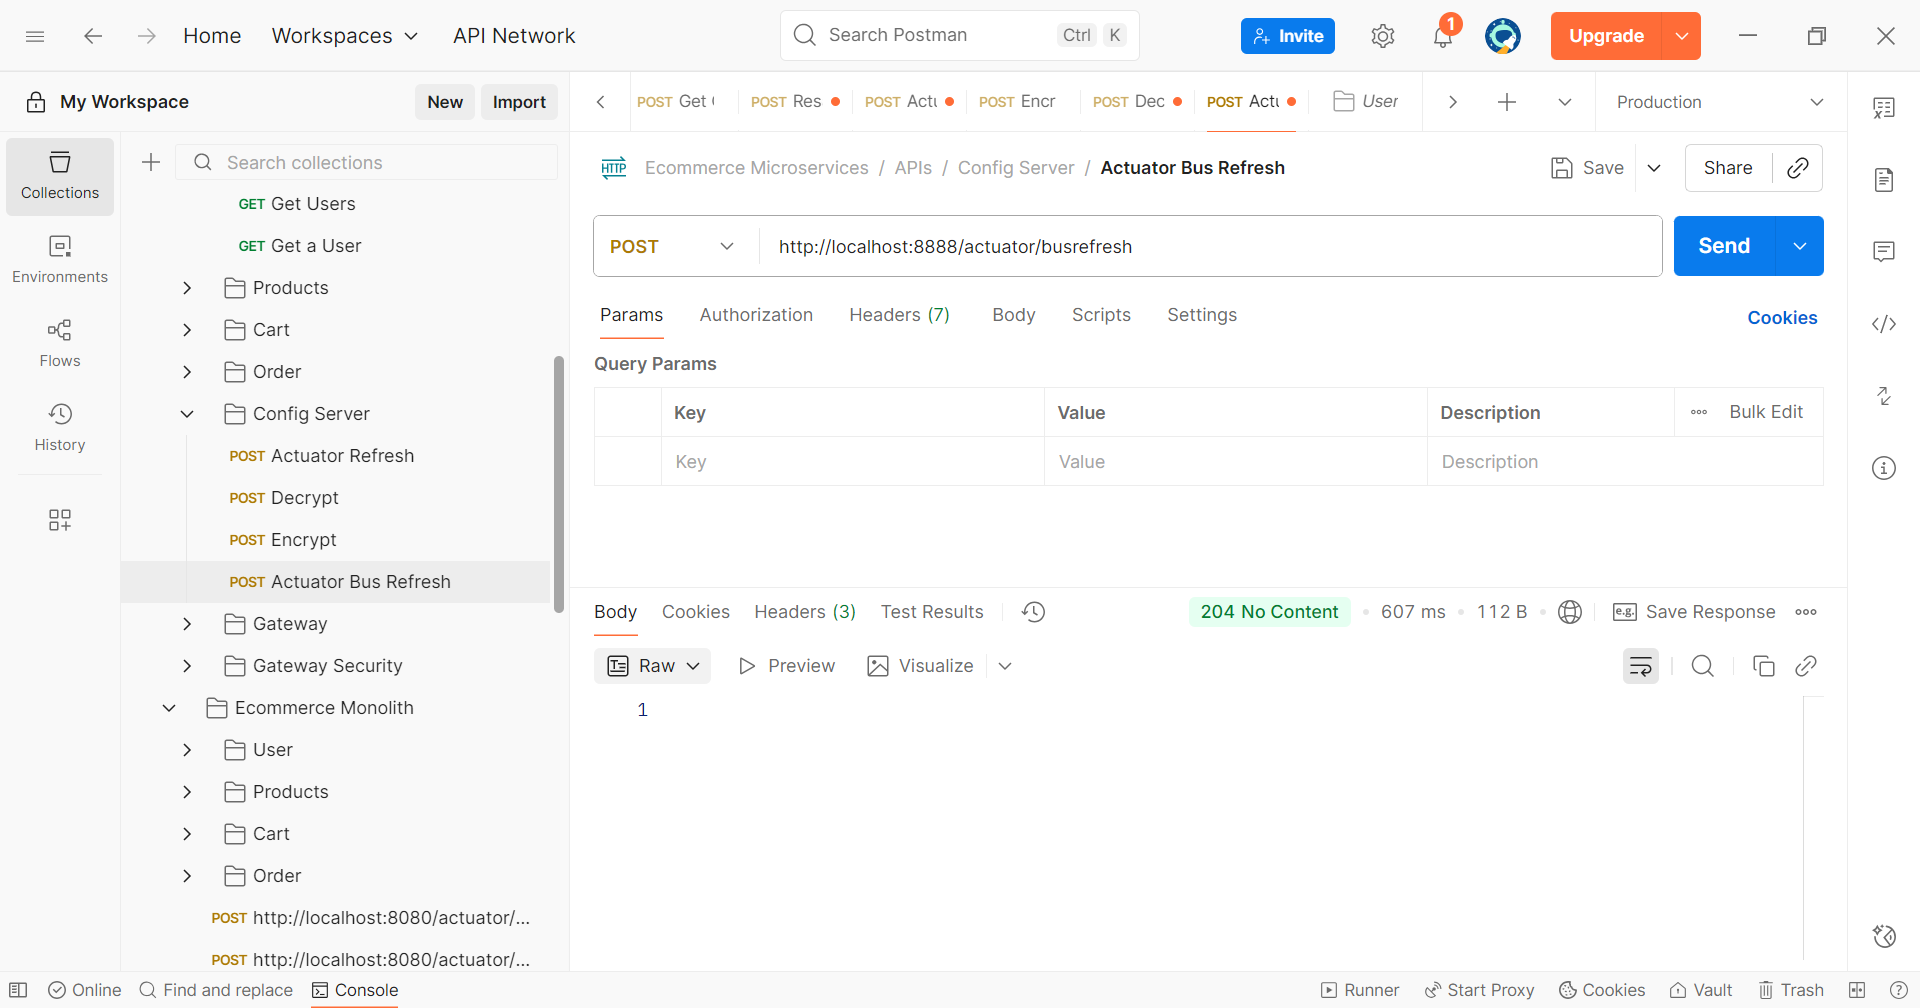 Home Workspaces API Network Search Postman Ctrl K Invite 1 Upgrade
My Workspace New Import
POST Get POST Res POST Actu POST Encr POST Dec POST Actu User Production
Search collections
Collections
Environments
Flows
History
GET Get Users
GET Get a User
Products
Cart
Order
Config Server
POST Actuator Refresh
POST Decrypt
POST Encrypt
POST Actuator Bus Refresh
Gateway
Gateway Security
Ecommerce Monolith
User
Products
Cart
Order
POST http://localhost:8080/actuator/...
POST http://localhost:8080/actuator/...
HTTP Ecommerce Microservices / APIs / Config Server / Actuator Bus Refresh Save Share
POST http://localhost:8888/actuator/busrefresh Send
Params Authorization Headers (7) Body Scripts Settings Cookies
Query Params
Key Value Description Bulk Edit
Key Value Description
Body Cookies Headers (3) Test Results 204 No Content 607 ms 112 B e.g. Save Response
Raw Preview Visualize
1
Online Find and replace Console Runner Start Proxy Cookies Vault Trash